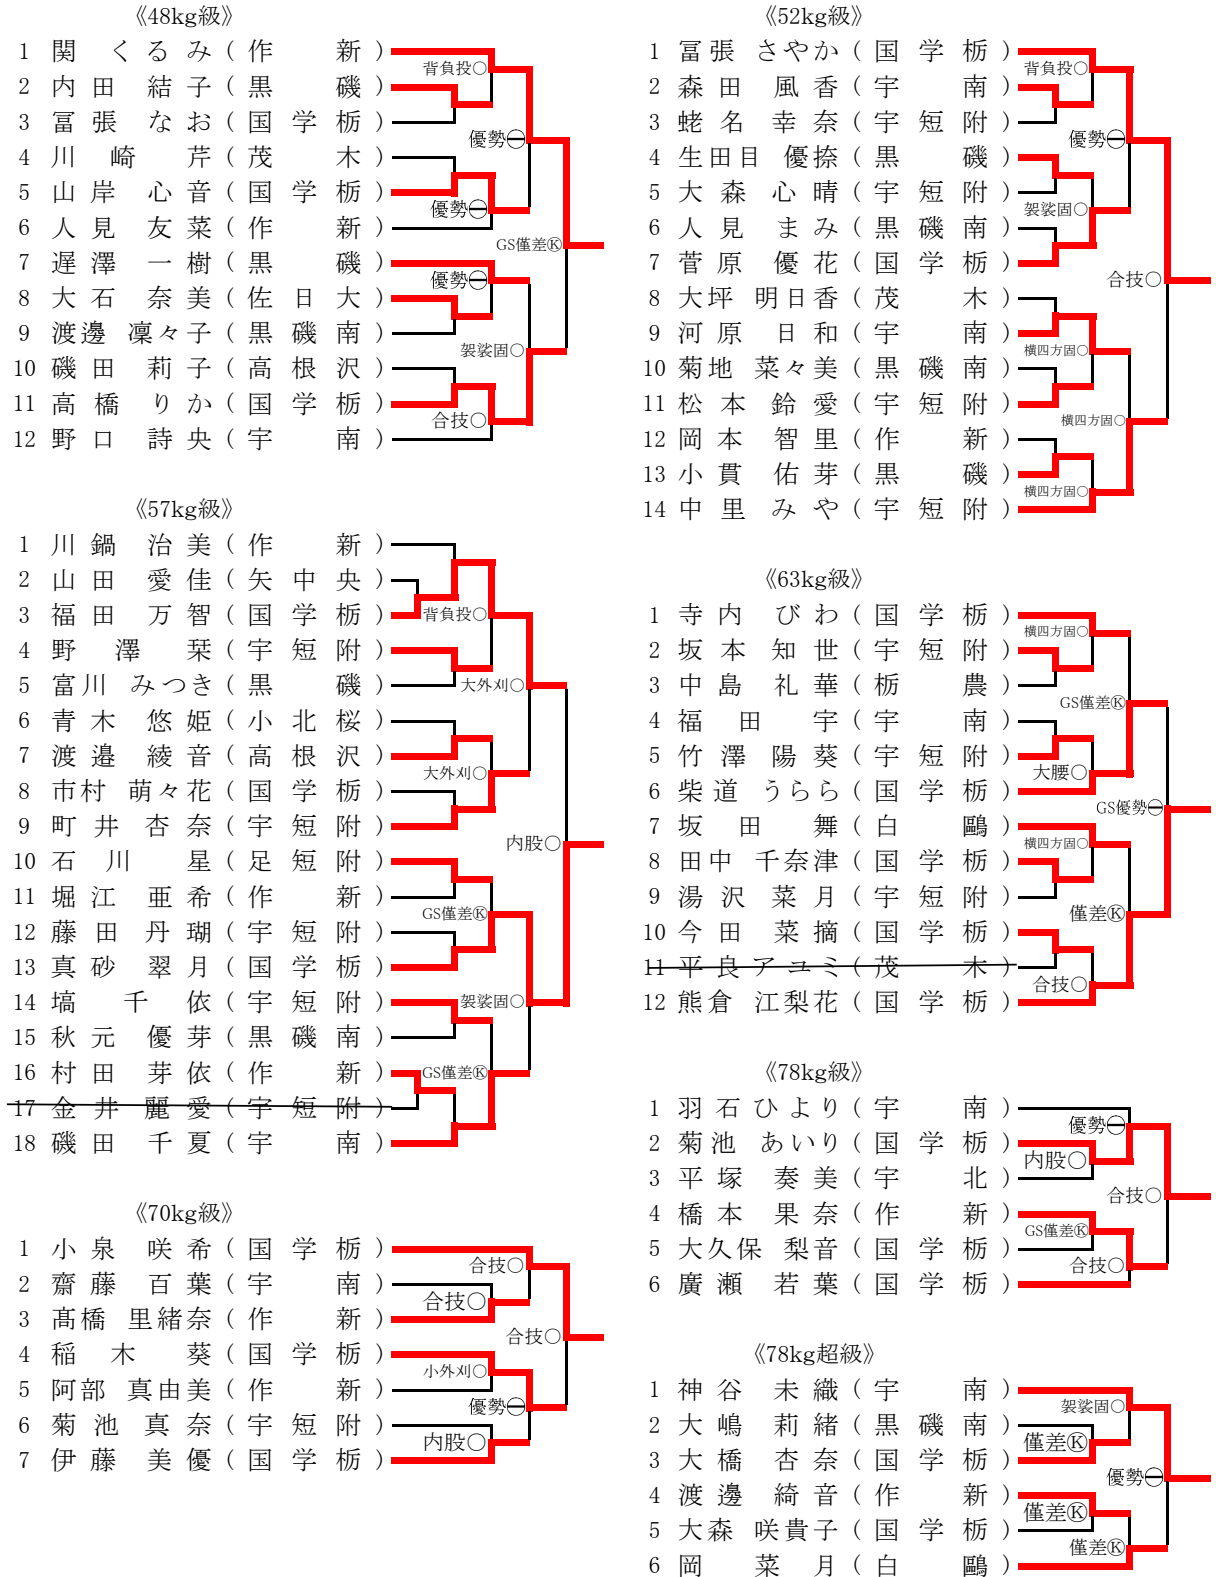 《48kg級》
1 関 くるみ (作新)
2 内田 結子 (黒磯)
3 冨張 なお (国学栃)
4 川崎 芹 (茂木)
5 山岸 心音 (国学栃)
6 人見 友菜 (作新)
7 遅澤 一樹 (黒磯)
8 大石 奈美 (佐日大)
9 渡邊 凜々子 (黒磯南)
10 磯田 莉子 (高根沢)
11 高橋 りか (国学栃)
12 野口 詩央 (宇南)
背負投○
優勢㊀
優勢㊀
GS僅差Ⓚ
優勢㊀
袈裟固○
合技○
《52kg級》
1 冨張 さやか (国学栃)
2 森田 風香 (宇南)
3 蛯名 幸奈 (宇短附)
4 生田目 優捺 (黒磯)
5 大森 心晴 (宇短附)
6 人見 まみ (黒磯南)
7 菅原 優花 (国学栃)
8 大坪 明日香 (茂木)
9 河原 日和 (宇南)
10 菊地 菜々美 (黒磯南)
11 松本 鈴愛 (宇短附)
12 岡本 智里 (作新)
13 小貫 佑芽 (黒磯)
14 中里 みや (宇短附)
背負投○
優勢㊀
袈裟固○
合技○
横四方固○
横四方固○
横四方固○
《57kg級》
1 川鍋 治美 (作新)
2 山田 愛佳 (矢中央)
3 福田 万智 (国学栃)
4 野澤 栞 (宇短附)
5 富川 みつき (黒磯)
6 青木 悠姫 (小北桜)
7 渡邉 綾音 (高根沢)
8 市村 萌々花 (国学栃)
9 町井 杏奈 (宇短附)
10 石川 星 (足短附)
11 堀江 亜希 (作新)
12 藤田 丹瑚 (宇短附)
13 真砂 翠月 (国学栃)
14 塙 千依 (宇短附)
15 秋元 優芽 (黒磯南)
16 村田 芽依 (作新)
17 金井 麗愛 (宇短附)
18 磯田 千夏 (宇南)
背負投○
大外刈○
大外刈○
内股○
GS僅差Ⓚ
袈裟固○
GS僅差Ⓚ
《63kg級》
1 寺内 びわ (国学栃)
2 坂本 知世 (宇短附)
3 中島 礼華 (栃農)
4 福田 宇 (宇南)
5 竹澤 陽葵 (宇短附)
6 柴道 うらら (国学栃)
7 坂田 舞 (白鷗)
8 田中 千奈津 (国学栃)
9 湯沢 菜月 (宇短附)
10 今田 菜摘 (国学栃)
11 平良アユミ (茂木)
12 熊倉 江梨花 (国学栃)
横四方固○
GS僅差Ⓚ
大腰○
GS優勢㊀
横四方固○
僅差Ⓚ
合技○
《70kg級》
1 小泉 咲希 (国学栃)
2 齋藤 百葉 (宇南)
3 髙橋 里緒奈 (作新)
4 稲木 葵 (国学栃)
5 阿部 真由美 (作新)
6 菊池 真奈 (宇短附)
7 伊藤 美優 (国学栃)
合技○
合技○
合技○
小外刈○
優勢㊀
内股○
《78kg級》
1 羽石ひより (宇南)
2 菊池 あいり (国学栃)
3 平塚 奏美 (宇北)
4 橋本 果奈 (作新)
5 大久保 梨音 (国学栃)
6 廣瀬 若葉 (国学栃)
優勢㊀
内股○
合技○
GS僅差Ⓚ
合技○
《78kg超級》
1 神谷 未織 (宇南)
2 大嶋 莉緒 (黒磯南)
3 大橋 杏奈 (国学栃)
4 渡邊 綺音 (作新)
5 大森 咲貴子 (国学栃)
6 岡 菜月 (白鷗)
袈裟固○
僅差Ⓚ
優勢㊀
僅差Ⓚ
僅差Ⓚ